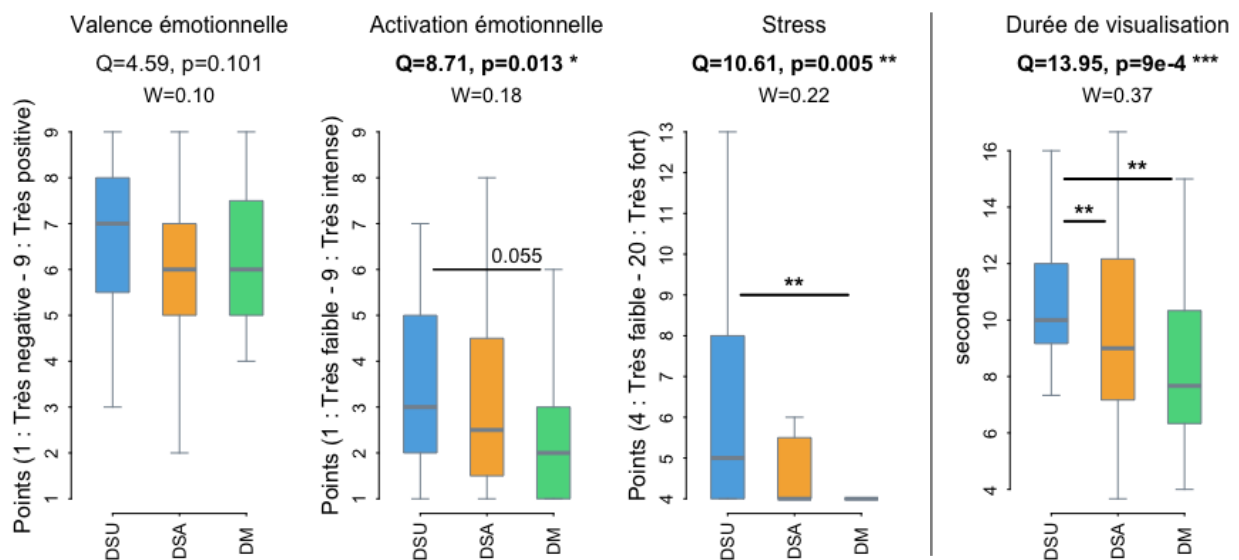 Valence émotionnelle
Q=4.59, p=0.101
W=0.10
Points (1 : Très negative - 9 : Très positive)
9
8
7
6
5
4
3
2
1
DSU
DSA
DM
Activation émotionnelle
Q=8.71, p=0.013 *
W=0.18
Points (1 : Très faible - 9 : Très intense)
9
8
7
6
5
4
3
2
1
0.055
DSU
DSA
DM
Stress
Q=10.61, p=0.005 **
W=0.22
Points (4 : Très faible - 20 : Très fort)
13
12
11
10
9
8
7
6
5
4
**
DSU
DSA
DM
Durée de visualisation
Q=13.95, p=9e-4 ***
W=0.37
secondes
16
14
12
10
8
6
4
**
**
DSU
DSA
DM